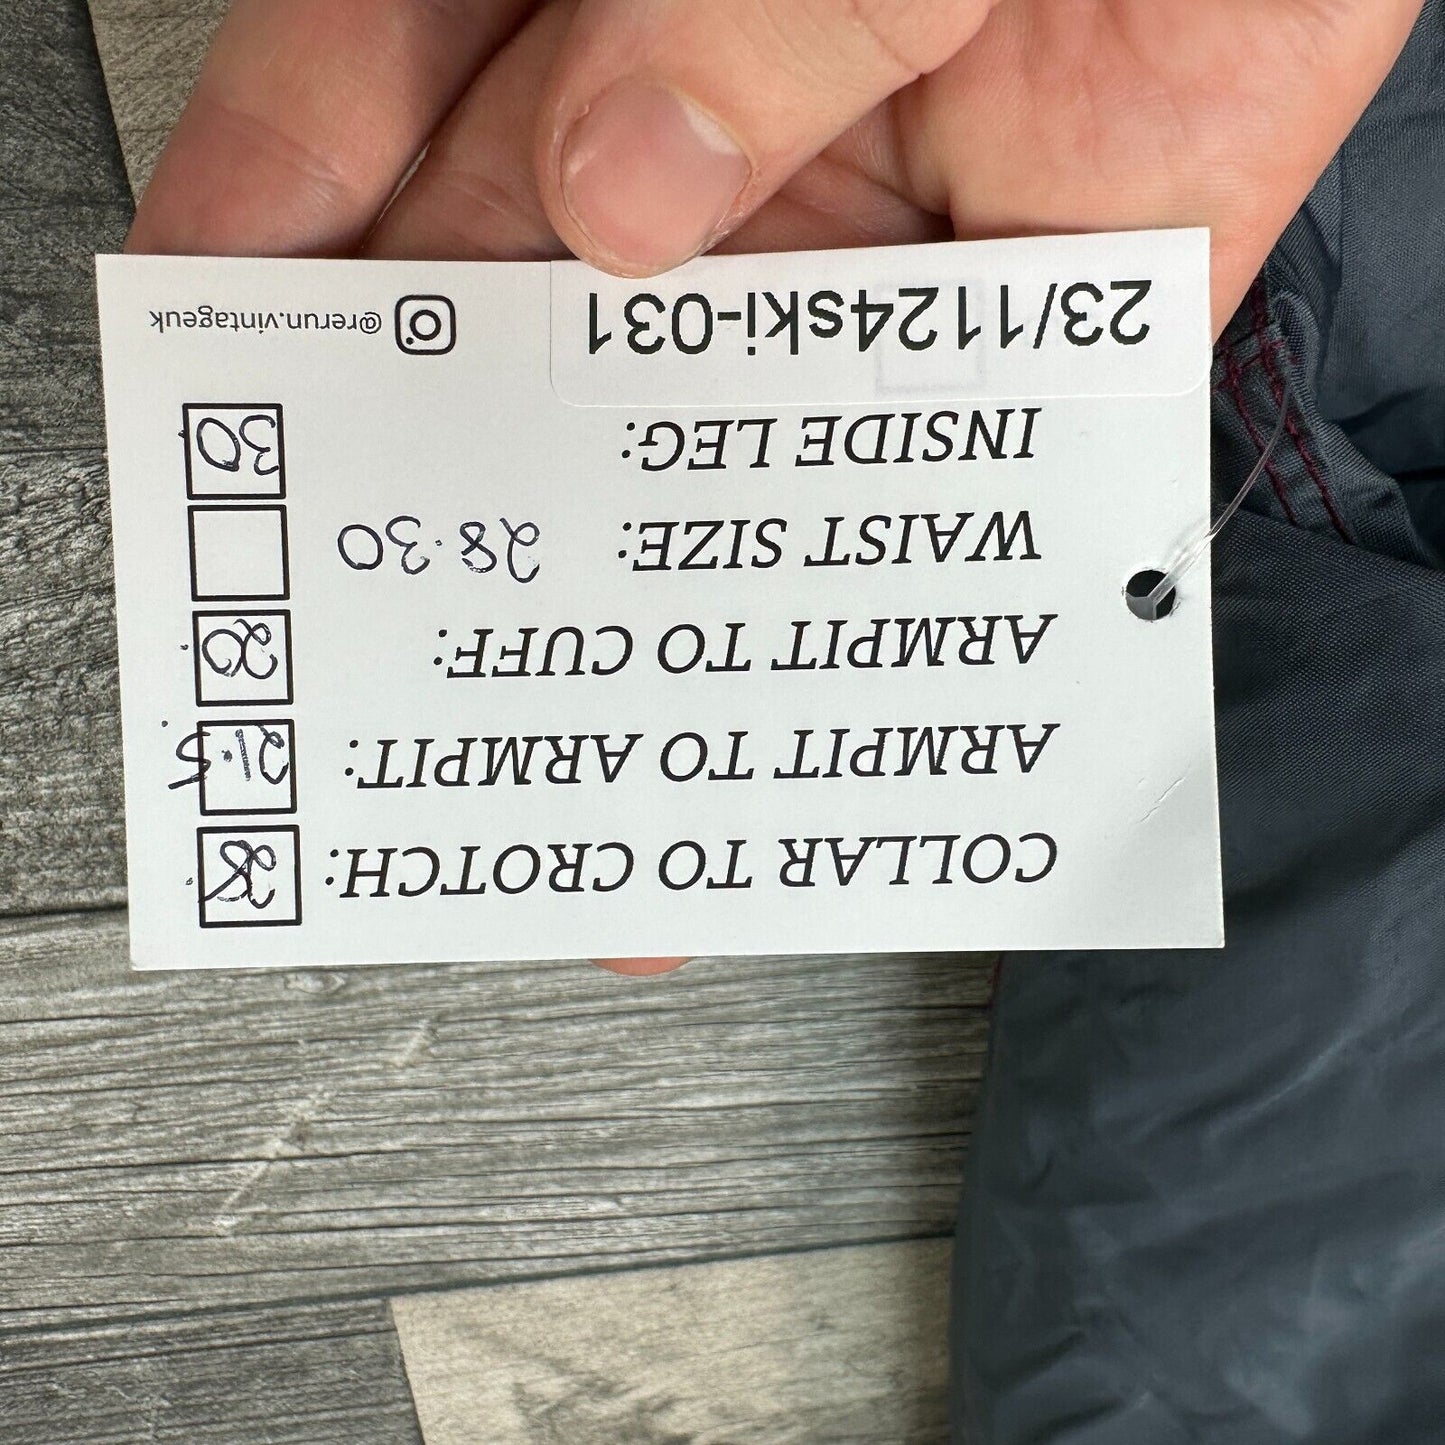 COLLAR TO CROTCH: 28
ARMPIT TO ARMPIT: 21.5
ARMPIT TO CUFF: 20
WAIST SIZE: 28-30
INSIDE LEG: 30
23/1124ski-031
@rerun.vintageuk